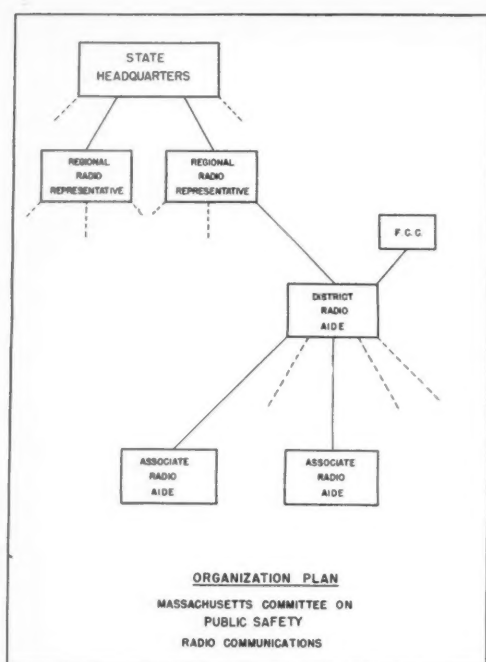 STATE
HEADQUARTERS
REGIONAL
RADIO
REPRESENTATIVE
REGIONAL
RADIO
REPRESENTATIVE
F.C.C.
DISTRICT
RADIO
AIDE
ASSOCIATE
RADIO
AIDE
ASSOCIATE
RADIO
AIDE
ORGANIZATION PLAN
MASSACHUSETTS COMMITTEE ON
PUBLIC SAFETY
RADIO COMMUNICATIONS